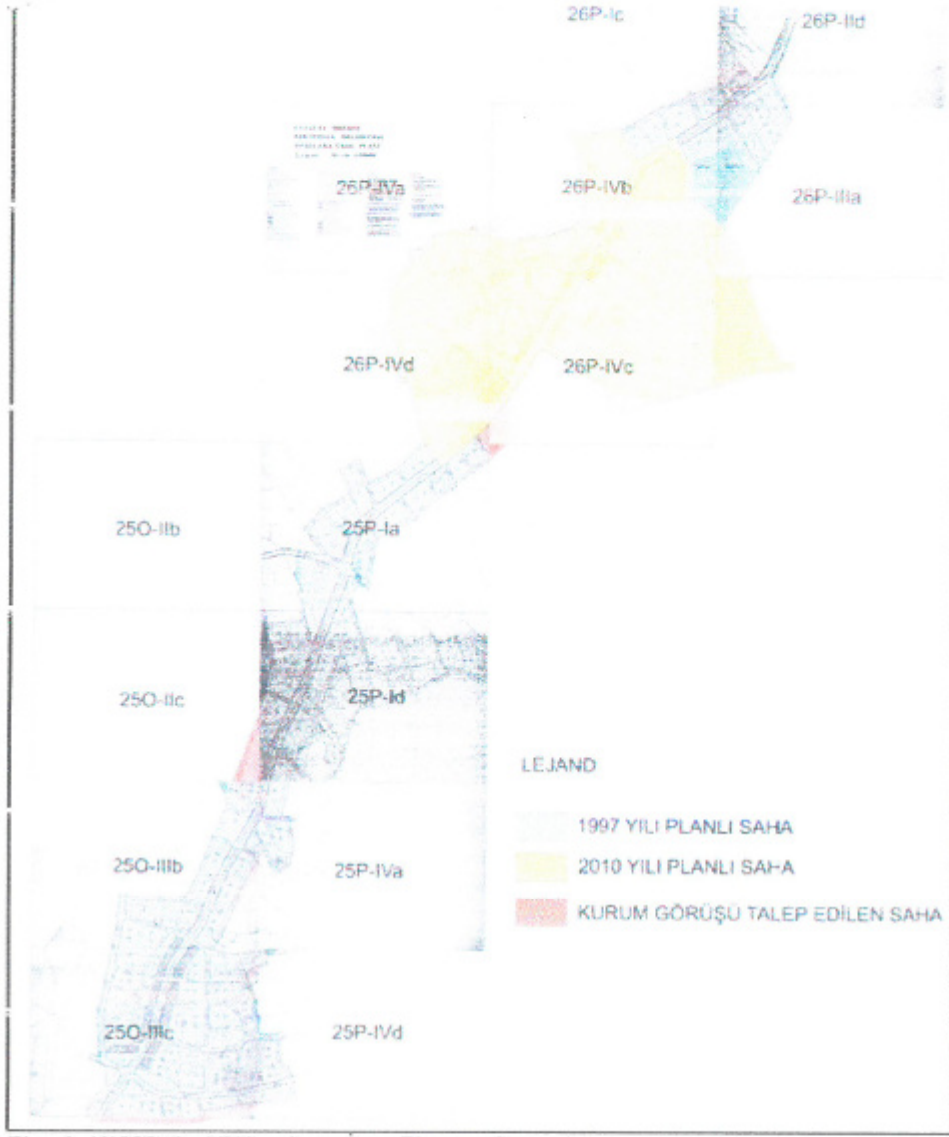 26P-Ic
26P-IId
26P-IVa
26P-IVb
26P-IIIa
26P-IVd
26P-IVc
25O-IIb
25P-Ia
25O-IIc
25P-Id
LEJAND
1997 YILI PLANLI SAHA
25O-IIIb
25P-IVa
2010 YILI PLANLI SAHA
KURUM GÖRÜŞÜ TALEP EDİLEN SAHA
25O-IIIc
25P-IVd